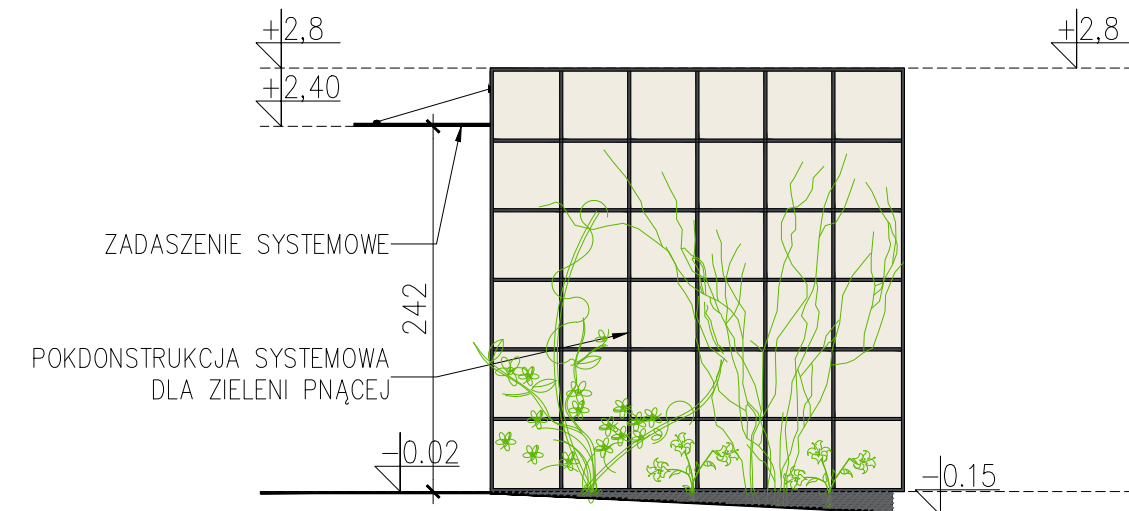 +2,8
+2,8
+2,40
ZADASZENIE SYSTEMOWE
242
POKDONSTRUKCJA SYSTEMOWA
DLA ZIELENI PNĄCEJ
-0.02
-0.15